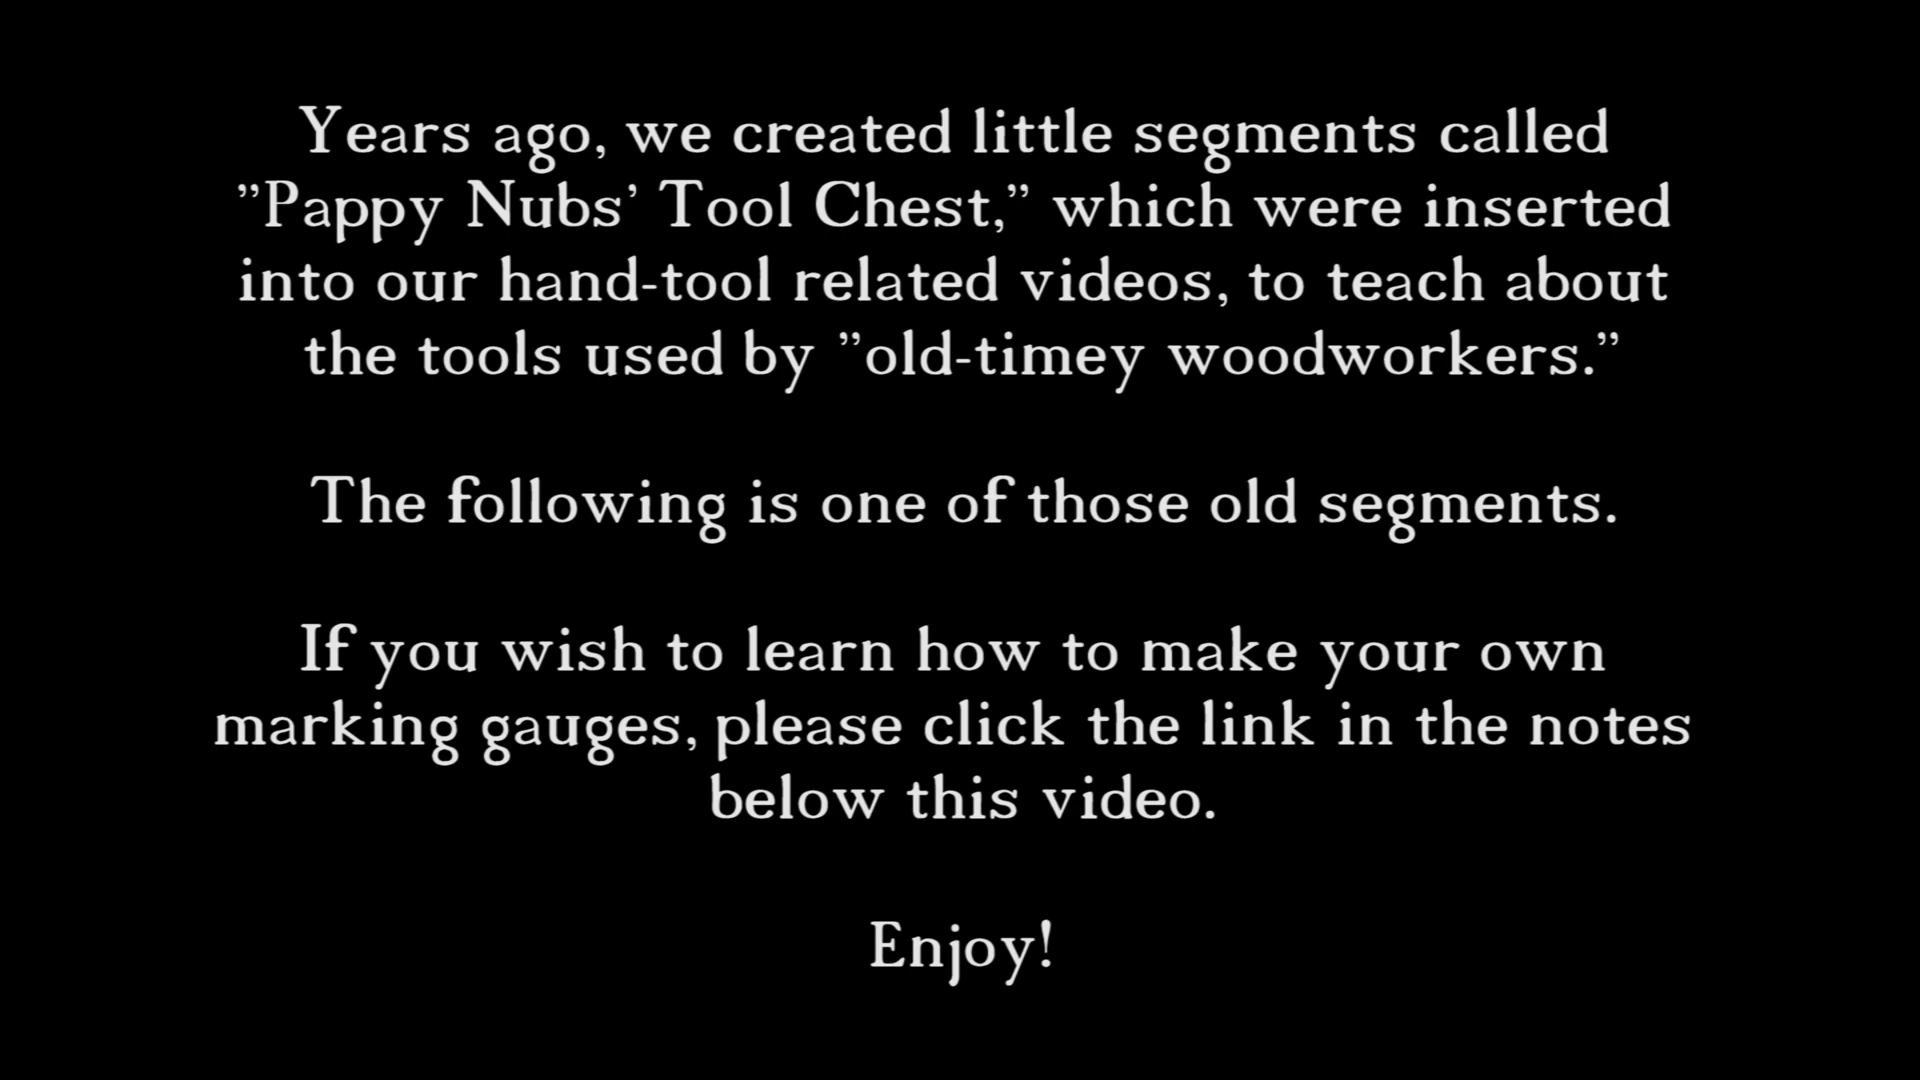 Years ago, we created little segments called
”Pappy Nubs’ Tool Chest,” which were inserted
into our hand-tool related videos, to teach about
the tools used by ”old-timey woodworkers.”
The following is one of those old segments.
If you wish to learn how to make your own
marking gauges, please click the link in the notes
below this video.
Enjoy!